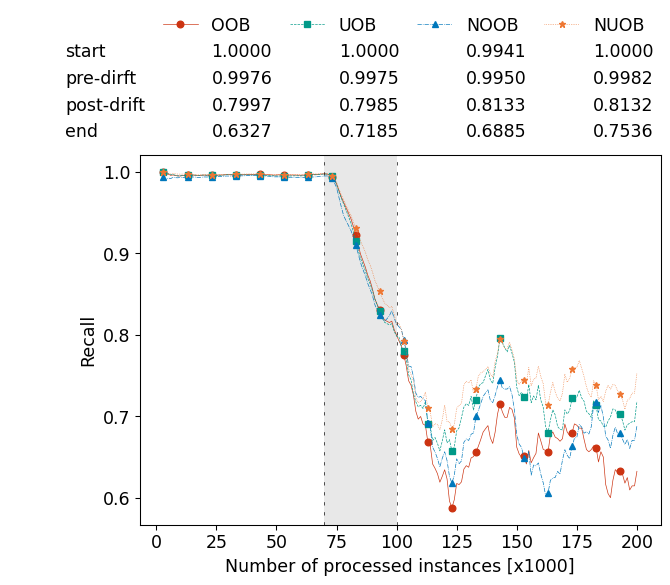 OOB UOB NOOB NUOB
start 1.0000 1.0000 0.9941 1.0000
pre-dirft 0.9976 0.9975 0.9950 0.9982
post-drift 0.7997 0.7985 0.8133 0.8132
end 0.6327 0.7185 0.6885 0.7536
1.0
0.9
0.8
0.7
0.6
Recall
0 25 50 75 100 125 150 175 200
Number of processed instances [x1000]